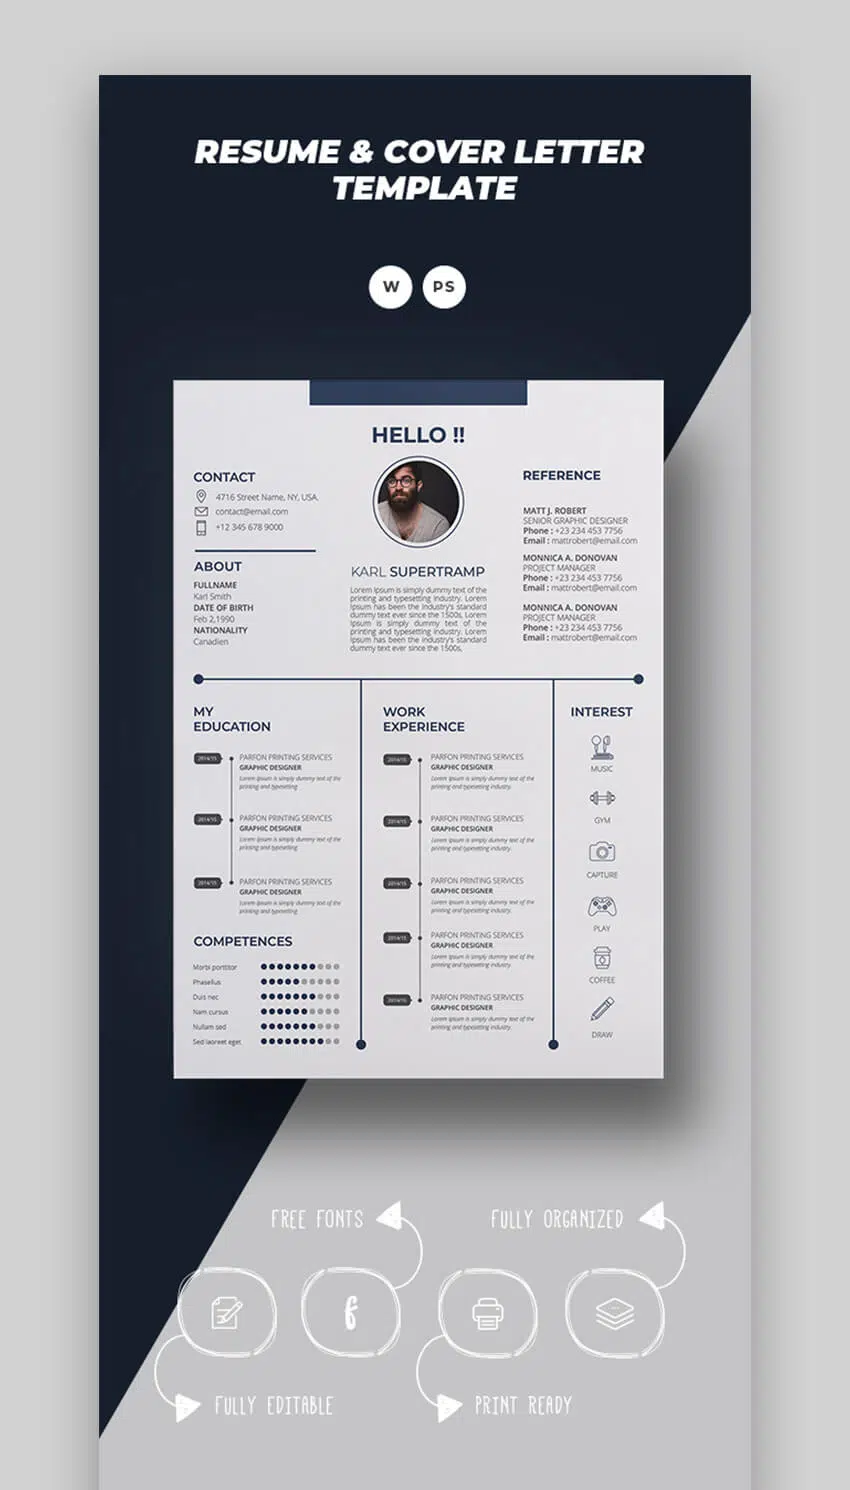 RESUME & COVER LETTER
TEMPLATE
W
PS
HELLO !!
CONTACT
4716 Street Name, NY, USA.
contact@email.com
+12 345 678 9000
ABOUT
FULLNAME
Karl Smith
DATE OF BIRTH
Feb 2,1990
NATIONALITY
Canadien
KARL SUPERTRAMP
Lorem Ipsum is simply dummy text of the
printing and typesetting industry. Lorem
Ipsum has been the industry's standard
dummy text ever since the 1500s, Lorem
Ipsum is simply dummy text of the
printing and typesetting industry. Lorem
Ipsum has been the industry's standard
dummy text ever since the 1500s,
REFERENCE
MATT J. ROBERT
SENIOR GRAPHIC DESIGNER
Phone : +23 234 453 7756
Email : mattrobert@email.com
MONNICA A. DONOVAN
PROJECT MANAGER
Phone : +23 234 453 7756
Email : mattrobert@email.com
MONNICA A. DONOVAN
PROJECT MANAGER
Phone : +23 234 453 7756
Email : mattrobert@email.com
MY
EDUCATION
2014/15
PARFON PRINTING SERVICES
GRAPHIC DESIGNER
Lorem Ipsum is simply dummy text of the
printing and typesetting
2014/15
PARFON PRINTING SERVICES
GRAPHIC DESIGNER
Lorem Ipsum is simply dummy text of the
printing and typesetting
2014/15
PARFON PRINTING SERVICES
GRAPHIC DESIGNER
Lorem Ipsum is simply dummy text of the
printing and typesetting
COMPETENCES
Morbi porttitor
Phasellus
Duis nec
Nam cursus
Nullam sed
Sed laoreet eget
WORK
EXPERIENCE
2014/15
PARFON PRINTING SERVICES
GRAPHIC DESIGNER
Lorem Ipsum is simply dummy text of the
printing and typesetting industry.
2014/15
PARFON PRINTING SERVICES
GRAPHIC DESIGNER
Lorem Ipsum is simply dummy text of the
printing and typesetting industry.
2014/15
PARFON PRINTING SERVICES
GRAPHIC DESIGNER
Lorem Ipsum is simply dummy text of the
printing and typesetting industry.
2014/15
PARFON PRINTING SERVICES
GRAPHIC DESIGNER
Lorem Ipsum is simply dummy text of the
printing and typesetting industry.
2014/15
PARFON PRINTING SERVICES
GRAPHIC DESIGNER
Lorem Ipsum is simply dummy text of the
printing and typesetting industry.
INTEREST
MUSIC
GYM
CAPTURE
PLAY
COFFEE
DRAW
FREE FONTS
FULLY ORGANIZED
f
FULLY EDITABLE
PRINT READY